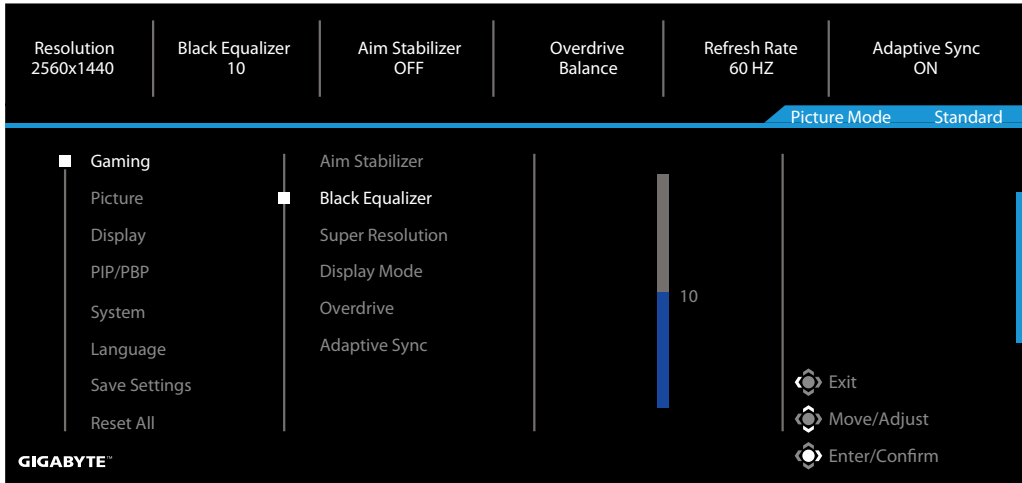 Resolution
2560x1440
Black Equalizer
10
Aim Stabilizer
OFF
Overdrive
Balance
Refresh Rate
60 HZ
Adaptive Sync
ON
Picture Mode Standard
Gaming
Picture
Display
PIP/PBP
System
Language
Save Settings
Reset All
Aim Stabilizer
Black Equalizer
Super Resolution
Display Mode
Overdrive
Adaptive Sync
10
Exit
Move/Adjust
Enter/Confirm
GIGABYTE™